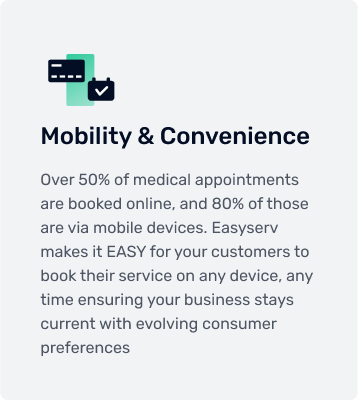 Mobility & Convenience
Over 50% of medical appointments
are booked online, and 80% of those
are via mobile devices. Easyserv
makes it EASY for your customers to
book their service on any device, any
time ensuring your business stays
current with evolving consumer
preferences